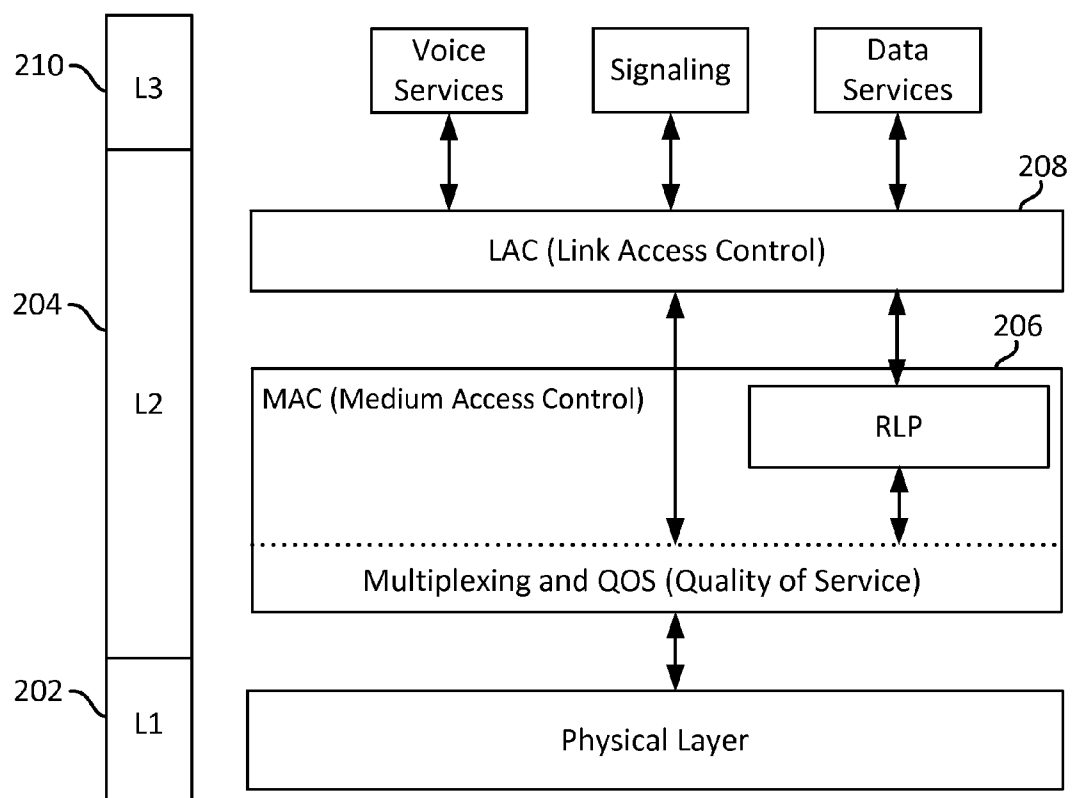 210
L3
Voice
Services
Signaling
Data
Services
208
LAC (Link Access Control)
204
L2
206
MAC (Medium Access Control)
RLP
Multiplexing and QOS (Quality of Service)
202
L1
Physical Layer